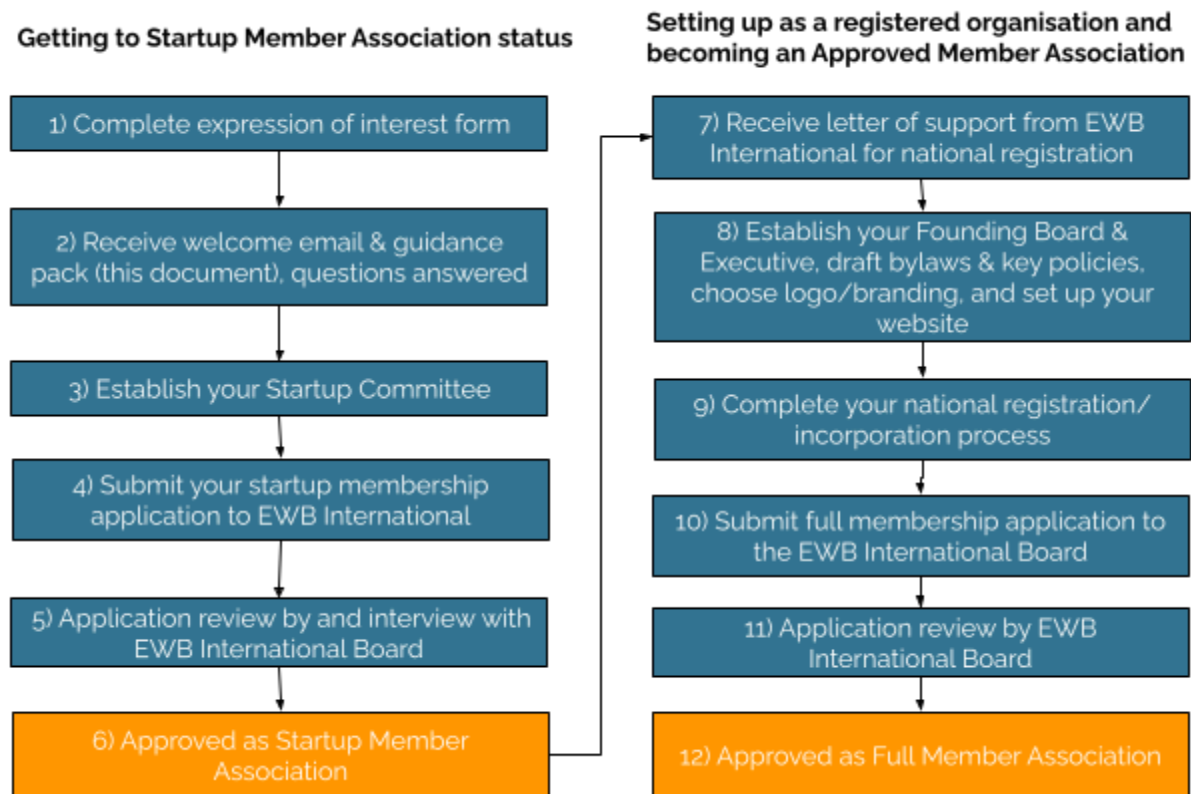 Getting to Startup Member Association status
1) Complete expression of interest form
2) Receive welcome email & guidance
pack (this document), questions answered
3) Establish your Startup Committee
4) Submit your startup membership
application to EWB International
5) Application review by and interview with
EWB International Board
6) Approved as Startup Member
Association
Setting up as a registered organisation and
becoming an Approved Member Association
7) Receive letter of support from EWB
International for national registration
8) Establish your Founding Board &
Executive, draft bylaws & key policies,
choose logo/branding, and set up your
website
9) Complete your national registration/
incorporation process
10) Submit full membership application to
the EWB International Board
11) Application review by EWB
International Board
12) Approved as Full Member Association